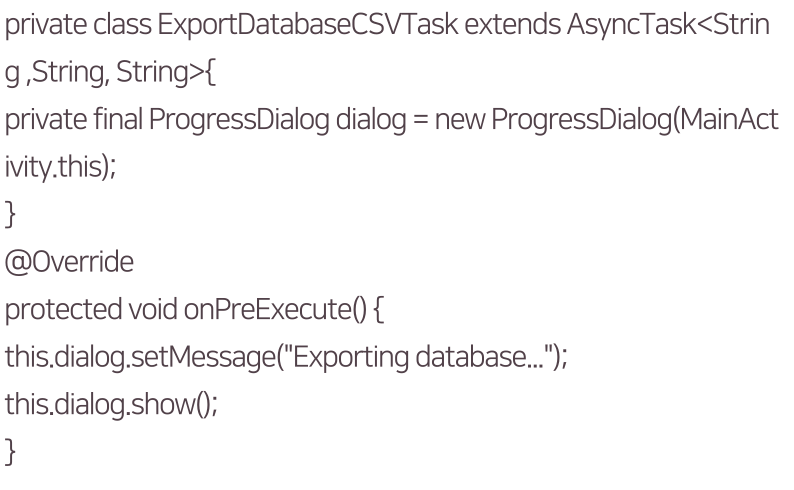 private class ExportDatabaseCSVTask extends AsyncTask<Strin
g ,String, String>{
private final ProgressDialog dialog = new ProgressDialog(MainAct
ivity.this);
}
@Override
protected void onPreExecute() {
this.dialog.setMessage("Exporting database...");
this.dialog.show();
}